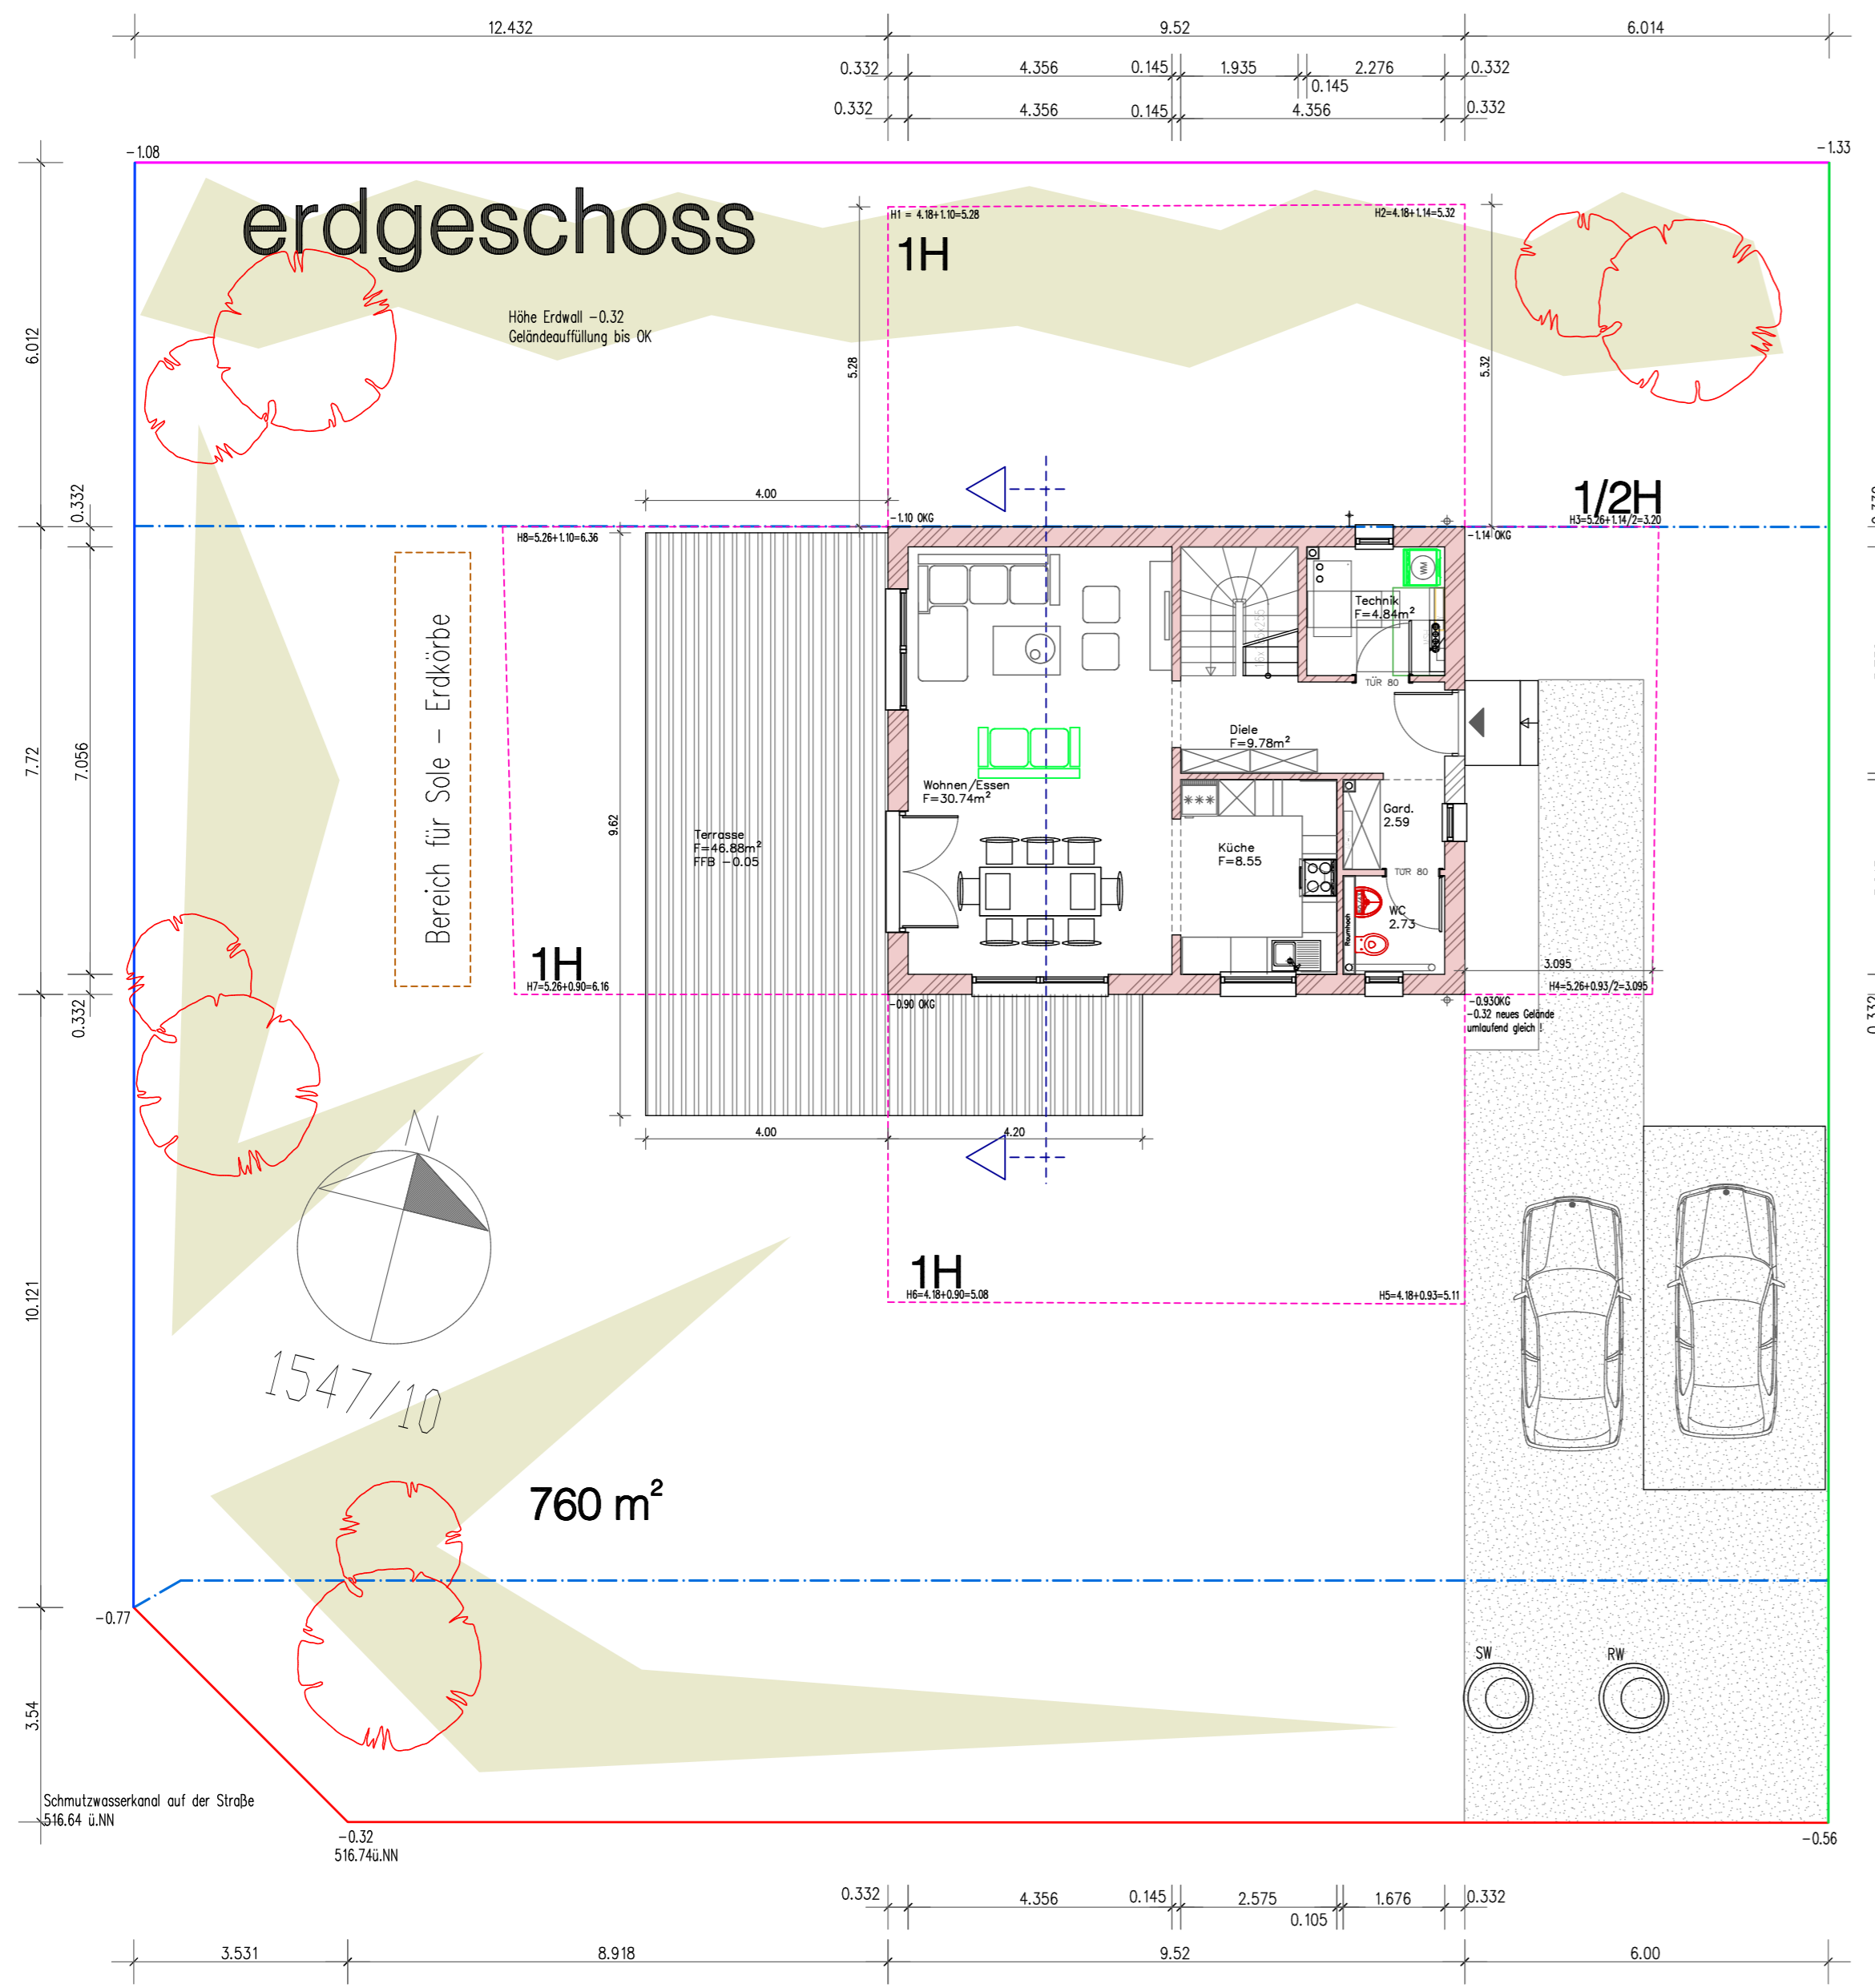 12.432
9.52
6.014
0.332
4.356
0.145
1.935
2.276
0.332
0.145
0.332
4.356
0.145
4.356
0.332
-1.08
-1.33
erdgeschoss
H1 = 4.18+1.10=5.28
H2=4.18+1.14=5.32
1H
Höhe Erdwall -0.32
Geländeauffüllung bis OK
6.012
5.28
5.32
1/2H
H3=5.26+1.14/2=3.20
0.332
4.00
-1.10 OKG
-1.14 OKG
H8=5.26+1.10=6.36
WM
Technik
F=4.84m²
TÜR 80
Bereich für Sole - Erdkörbe
7.72
7.056
9.62
Diele
F=9.78m²
Wohnen/Essen
F=30.74m²
Terrasse
F=46.88m²
FFB -0.05
Gard.
2.59
Küche
F=8.55
TÜR 80
WC
2.73
Raumhoch
1H
H7=5.26+0.90=6.16
3.095
H4=5.26+0.93/2=3.095
0.332
0.332
-0.90 OKG
-0.93OKG
-0.32 neues Gelände
umlaufend gleich !
4.00
4.20
N
10.121
1H
H6=4.18+0.90=5.08
H5=4.18+0.93=5.11
1547/10
760 m²
-0.77
3.54
SW
RW
Schmutzwasserkanal auf der Straße
516.64 ü.NN
-0.32
516.74ü.NN
-0.56
0.332
4.356
0.145
2.575
0.105
1.676
0.332
3.531
8.918
9.52
6.00